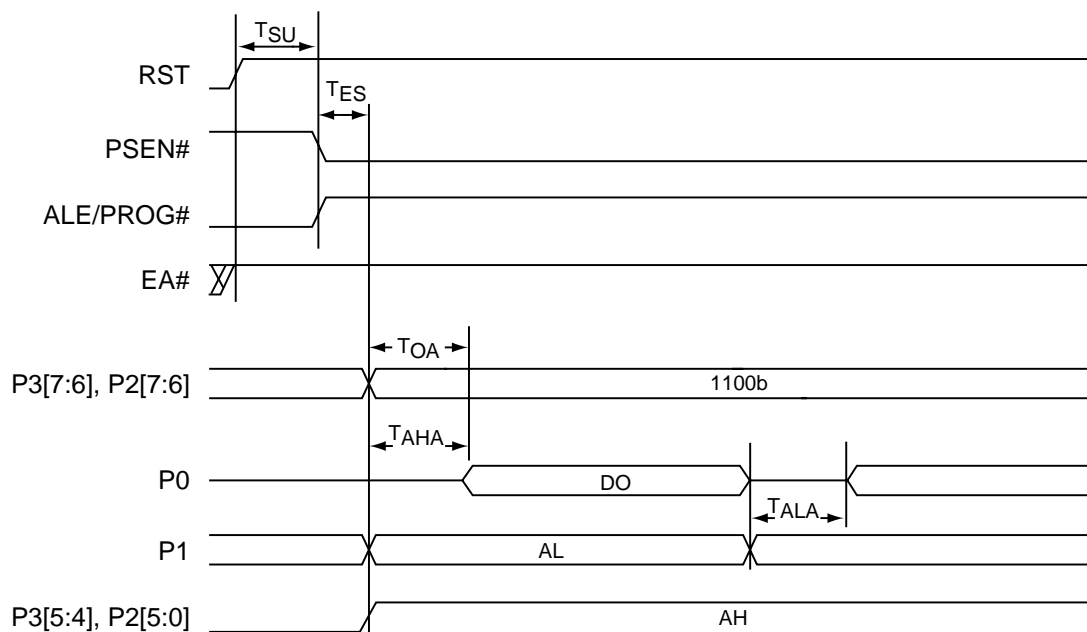 TSU
RST
TES
PSEN#
ALE/PROG#
EA#
TOA
P3[7:6], P2[7:6]
1100b
TAHA
P0
DO
TALA
P1
AL
P3[5:4], P2[5:0]
AH